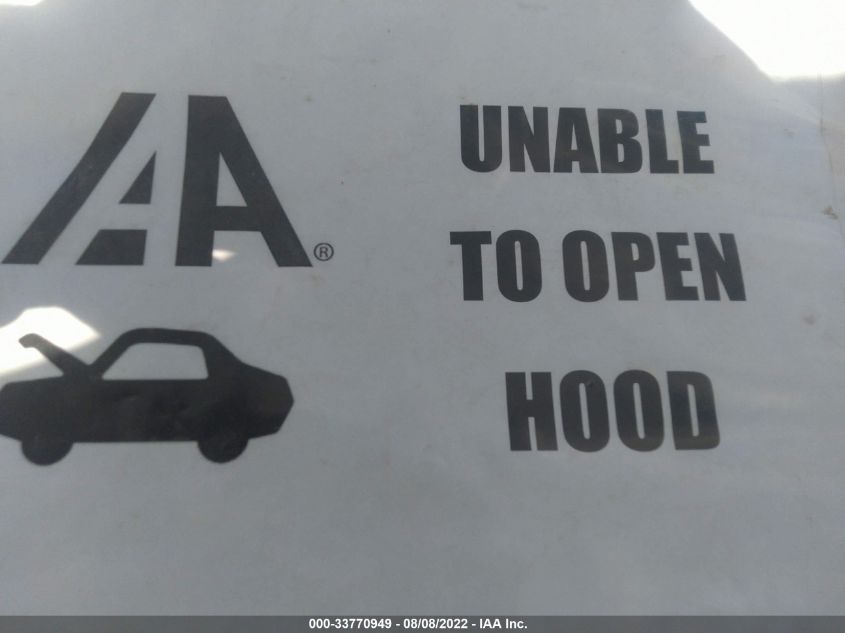 IAA®
UNABLE
TO OPEN
HOOD
000-33770949 - 08/08/2022 - IAA Inc.